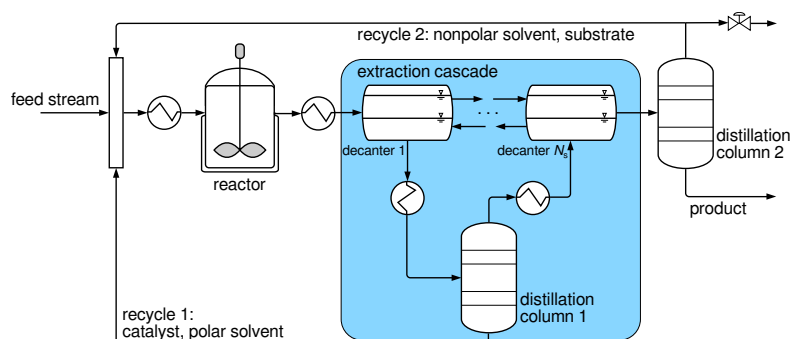 recycle 2: nonpolar solvent, substrate
extraction cascade
feed stream
. . .
decanter 1
decanter Nₛ
distillation
column 2
reactor
product
distillation
column 1
recycle 1:
catalyst, polar solvent